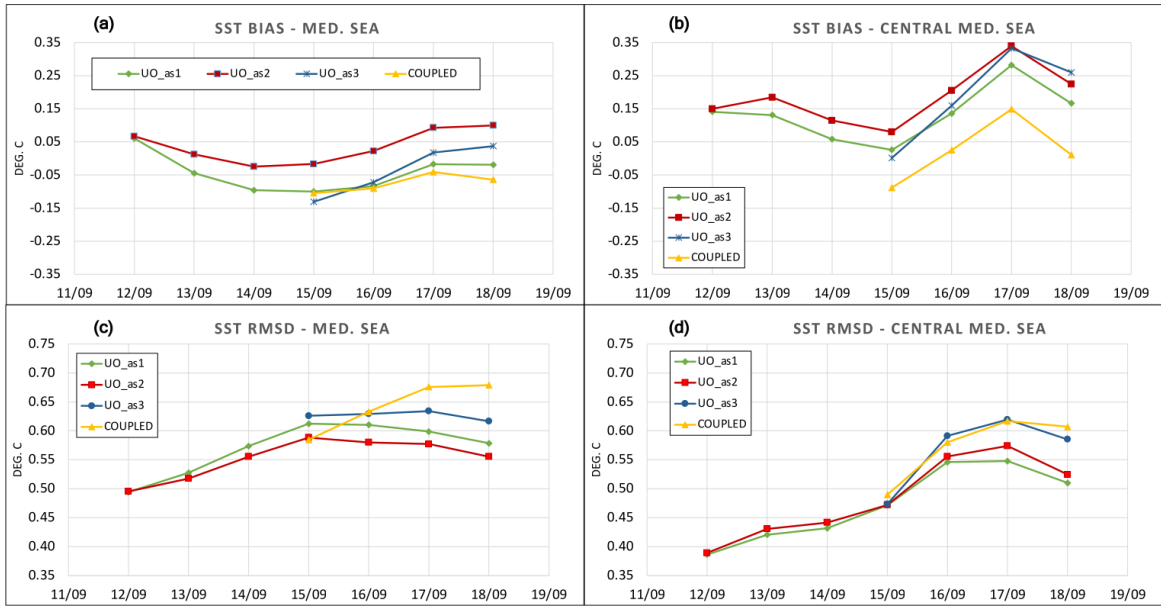 (a)
SST BIAS - MED. SEA
0.35
0.25
0.15
0.05
-0.05
-0.15
-0.25
-0.35
DEG. C
UO_as1 UO_as2 UO_as3 COUPLED
11/09 12/09 13/09 14/09 15/09 16/09 17/09 18/09 19/09
(b)
SST BIAS - CENTRAL MED. SEA
0.35
0.25
0.15
0.05
-0.05
-0.15
-0.25
-0.35
DEG. C
UO_as1
UO_as2
UO_as3
COUPLED
11/09 12/09 13/09 14/09 15/09 16/09 17/09 18/09 19/09
(c)
SST RMSD - MED. SEA
0.75
0.70
0.65
0.60
0.55
0.50
0.45
0.40
0.35
DEG. C
UO_as1
UO_as2
UO_as3
COUPLED
11/09 12/09 13/09 14/09 15/09 16/09 17/09 18/09 19/09
(d)
SST RMSD - CENTRAL MED. SEA
0.75
0.70
0.65
0.60
0.55
0.50
0.45
0.40
0.35
DEG. C
UO_as1
UO_as2
UO_as3
COUPLED
11/09 12/09 13/09 14/09 15/09 16/09 17/09 18/09 19/09